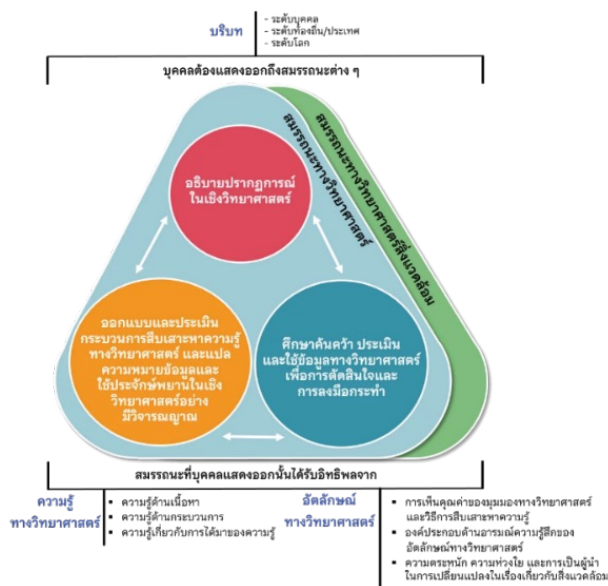 บริบท
- ระดับบุคคล
- ระดับท้องถิ่น/ประเทศ
- ระดับโลก
บุคคลต้องแสดงออกถึงสมรรถนะต่าง ๆ
สมรรถนะทางวิทยาศาสตร์สิ่งแวดล้อม
สมรรถนะทางวิทยาศาสตร์
อธิบายปรากฏการณ์
ในเชิงวิทยาศาสตร์
ออกแบบและประเมิน
กระบวนการสืบเสาะหาความรู้
ทางวิทยาศาสตร์ และแปล
ความหมายข้อมูลและ
ใช้ประจักษ์พยานในเชิง
วิทยาศาสตร์อย่าง
มีวิจารณญาณ
ศึกษาค้นคว้า ประเมิน
และใช้ข้อมูลทางวิทยาศาสตร์
เพื่อการตัดสินใจและ
การลงมือกระทำ
สมรรถนะที่บุคคลแสดงออกนั้นได้รับอิทธิพลจาก
ความรู้
ทางวิทยาศาสตร์
▪ ความรู้ด้านเนื้อหา
▪ ความรู้ด้านกระบวนการ
▪ ความรู้เกี่ยวกับการได้มาของความรู้
อัตลักษณ์
ทางวิทยาศาสตร์
▪ การเห็นคุณค่าของมุมมองทางวิทยาศาสตร์
และวิธีการสืบเสาะหาความรู้
▪ องค์ประกอบด้านอารมณ์ความรู้สึกของ
อัตลักษณ์ทางวิทยาศาสตร์
▪ ความตระหนัก ความห่วงใย และการเป็นผู้นำ
ในการเปลี่ยนแปลงในเรื่องเกี่ยวกับสิ่งแวดล้อม